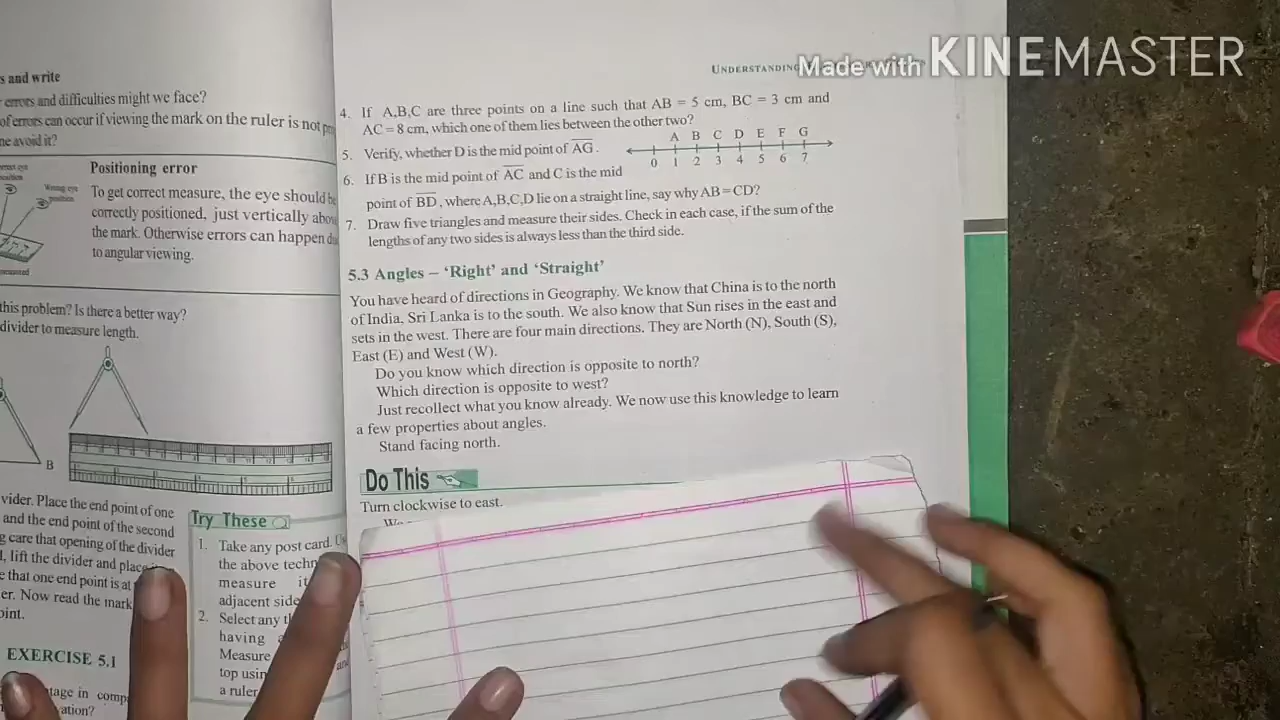 UNDERSTANDING
Made with KINEMASTER
s and write
errors and difficulties might we face?
of errors can occur if viewing the mark on the ruler is not
ne avoid it?
Positioning error
Wrong eye
position
To get correct measure, the eye should be
correctly positioned, just vertically above
the mark. Otherwise errors can happen
to angular viewing.
this problem? Is there a better way?
divider to measure length.
B
vider. Place the end point of one
and the end point of the second
g care that opening of the divider
l, lift the divider and place
e that one end point is at
er. Now read the mark
oint.
EXERCISE 5.1
tage in comp
ation?
Try These
1. Take any post card. Us
the above techn
measure it
adjacent side
2. Select any t
having
Measure
top usin
a ruler
4. If A,B,C are three points on a line such that AB = 5 cm, BC = 3 cm and
AC = 8 cm, which one of them lies between the other two?
5. Verify, whether D is the mid point of AG.
A B C D E F G
0 1 2 3 4 5 6 7
6. If B is the mid point of AC and C is the mid
point of BD, where A,B,C,D lie on a straight line, say why AB = CD?
7. Draw five triangles and measure their sides. Check in each case, if the sum of the
lengths of any two sides is always less than the third side.
5.3 Angles – ‘Right’ and ‘Straight’
You have heard of directions in Geography. We know that China is to the north
of India, Sri Lanka is to the south. We also know that Sun rises in the east and
sets in the west. There are four main directions. They are North (N), South (S),
East (E) and West (W).
Do you know which direction is opposite to north?
Which direction is opposite to west?
Just recollect what you know already. We now use this knowledge to learn
a few properties about angles.
Stand facing north.
Do This
Turn clockwise to east.